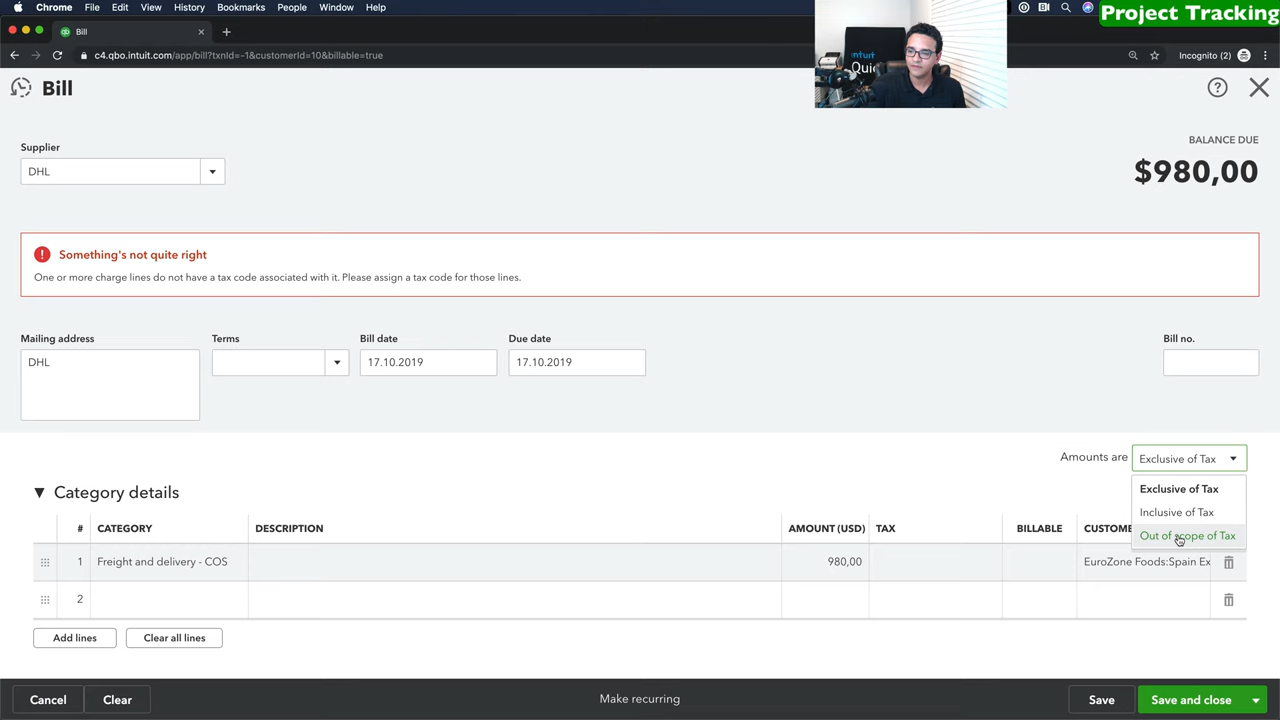 Chrome File Edit View History Bookmarks People Window Help
Project Tracking
Bill
qbo.intuit.com/app/bill?
customerId=10&billable=true
Incognito (2)
Bill
Supplier
DHL
BALANCE DUE
$980,00
Something's not quite right
One or more charge lines do not have a tax code associated with it. Please assign a tax code for those lines.
Mailing address Terms Bill date Due date Bill no.
DHL 17.10.2019 17.10.2019
Amounts are Exclusive of Tax
Exclusive of Tax
Inclusive of Tax
Out of scope of Tax
Category details
# CATEGORY DESCRIPTION AMOUNT (USD) TAX BILLABLE
1 Freight and delivery - COS 980,00 EuroZone Foods:Spain Ex
2
Add lines Clear all lines
Cancel Clear Make recurring Save Save and close